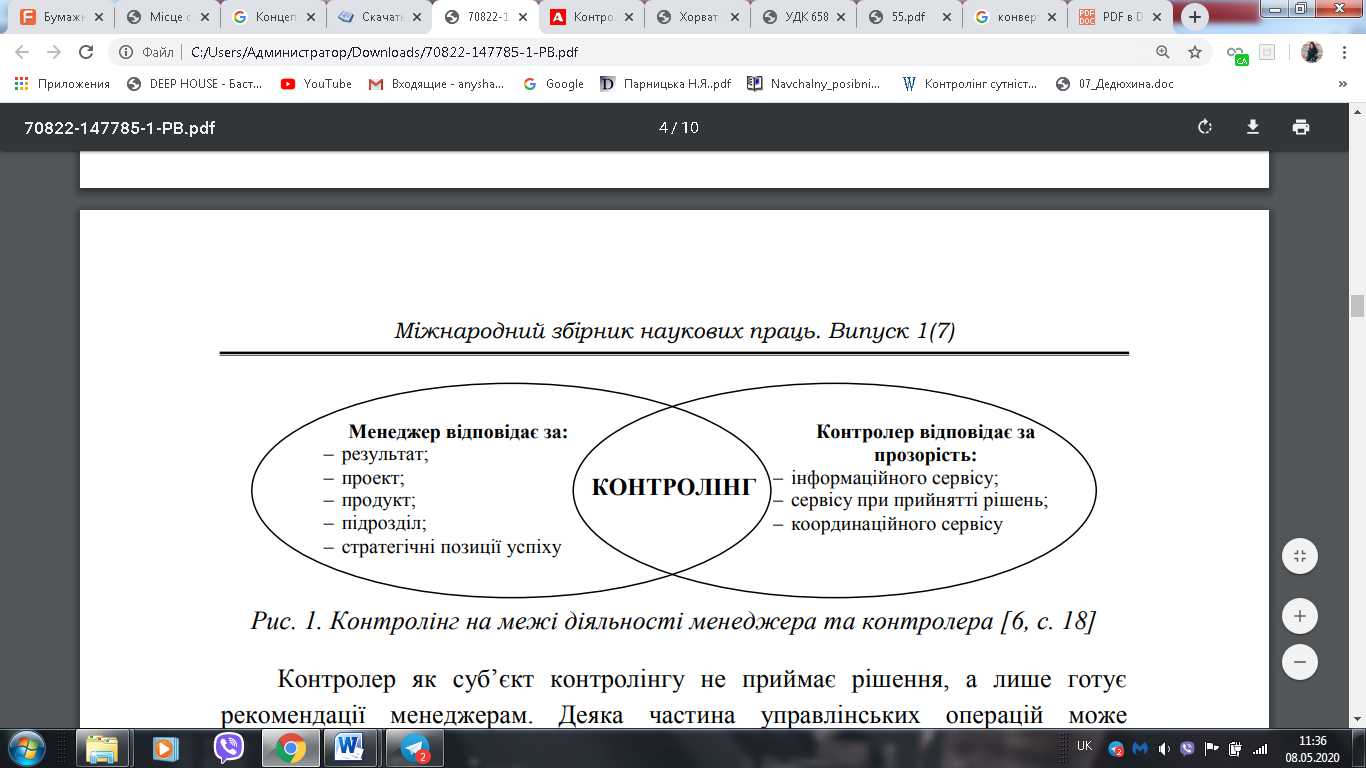 Бумажн
Місце с
Концеп
Скачать
70822-1
Контро
Хорват
УДК 658
55.pdf
конвер
PDF в D
Файл | C:/Users/Администратор/Downloads/70822-147785-1-PB.pdf
Приложения
DEEP HOUSE - Баст...
YouTube
Входящие - anysha...
Google
Парницька Н.Я..pdf
Navchalny_posibni...
Контролінг сутніст...
07_Дедюхина.doc
»
70822-147785-1-PB.pdf
4 / 10
Міжнародний збірник наукових праць. Випуск 1(7)
Менеджер відповідає за:
– результат;
– проект;
– продукт;
– підрозділ;
– стратегічні позиції успіху
КОНТРОЛІНГ
Контролер відповідає за
прозорість:
– інформаційного сервісу;
– сервісу при прийнятті рішень;
– координаційного сервісу
Рис. 1. Контролінг на межі діяльності менеджера та контролера [6, с. 18]
Контролер як суб’єкт контролінгу не приймає рішення, а лише готує
рекомендації менеджерам. Деяка частина управлінських операцій може
UK
11:36
08.05.2020